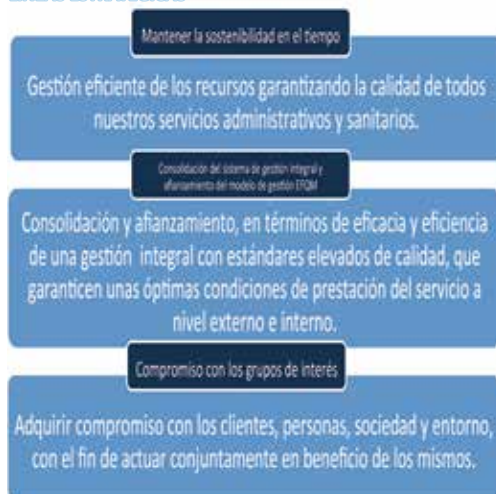 Mantener la sostenibilidad en el tiempo
Gestión eficiente de los recursos garantizando la calidad de todos
nuestros servicios administrativos y sanitarios.
Consolidación del sistema de gestión integral y
afianzamiento del modelo de gestión EFQM
Consolidación y afianzamiento, en términos de eficacia y eficiencia
de una gestión integral con estándares elevados de calidad, que
garanticen unas óptimas condiciones de prestación del servicio a
nivel externo e interno.
Compromiso con los grupos de interés
Adquirir compromiso con los clientes, personas, sociedad y entorno,
con el fin de actuar conjuntamente en beneficio de los mismos.